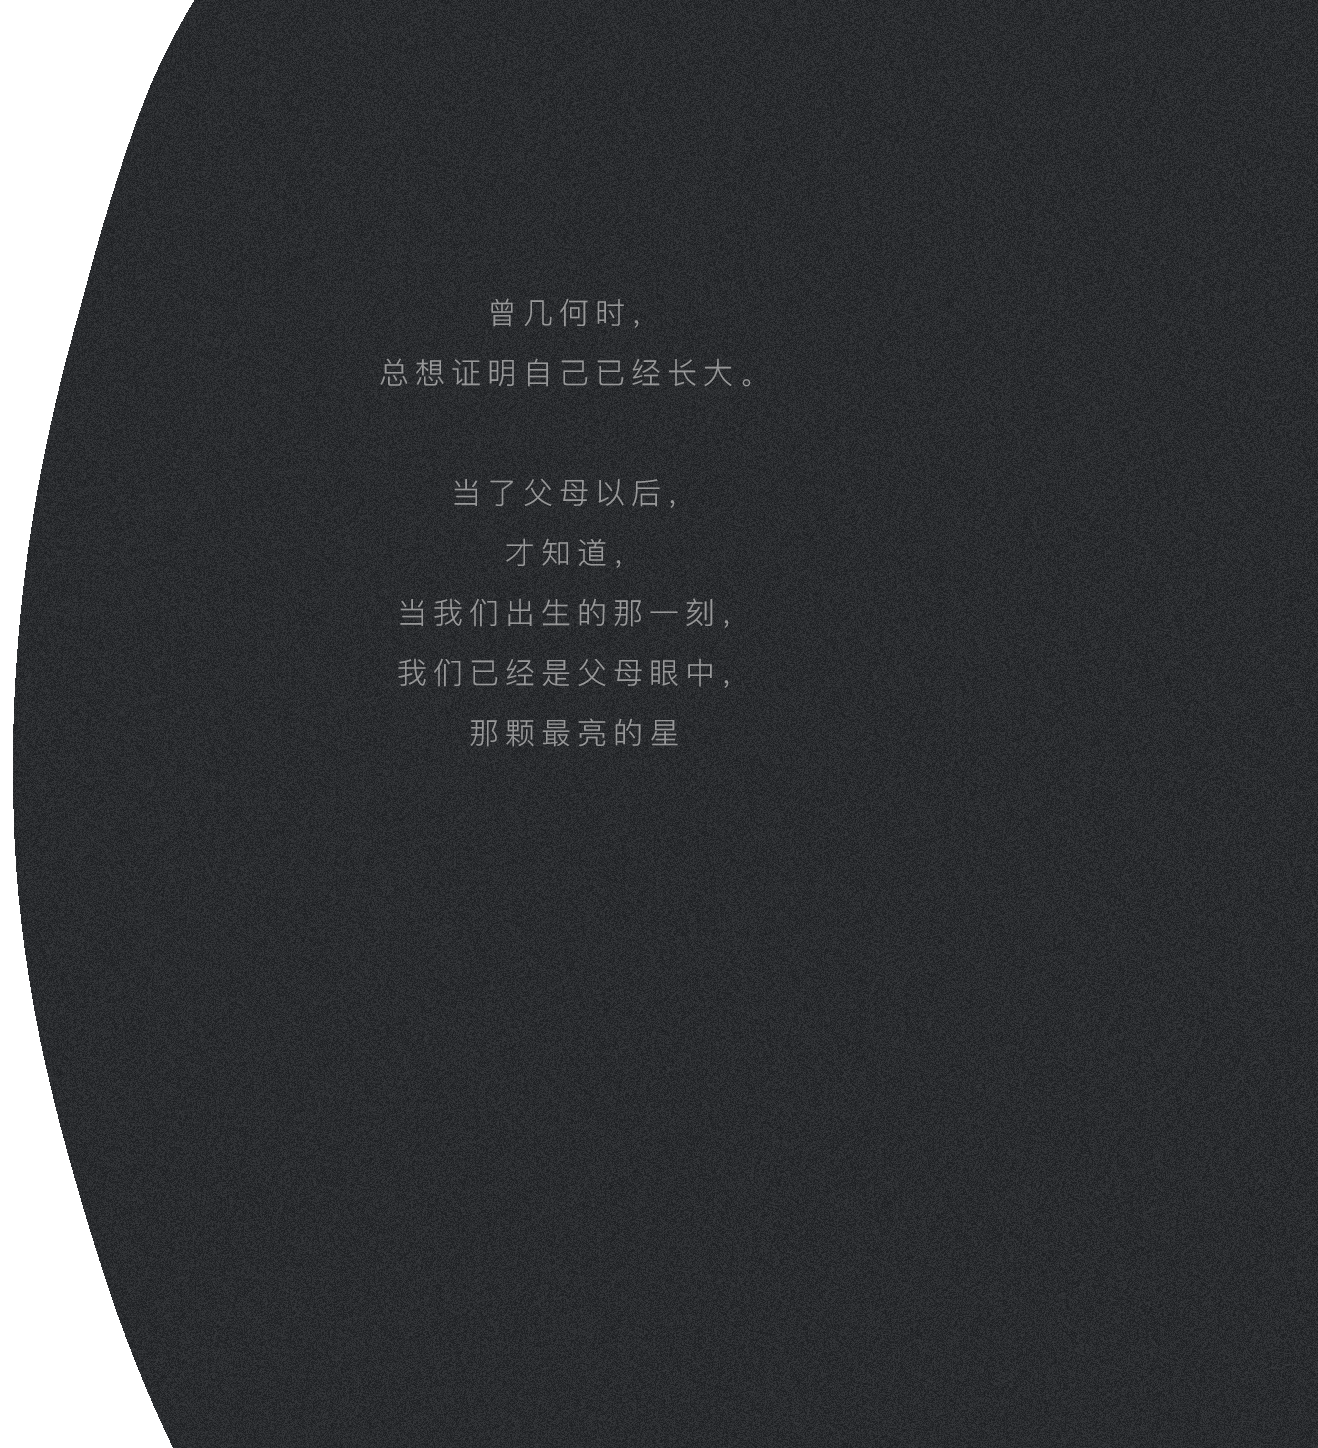 曾几何时，
总想证明自己已经长大。
当了父母以后，
才知道，
当我们出生的那一刻，
我们已经是父母眼中，
那颗最亮的星